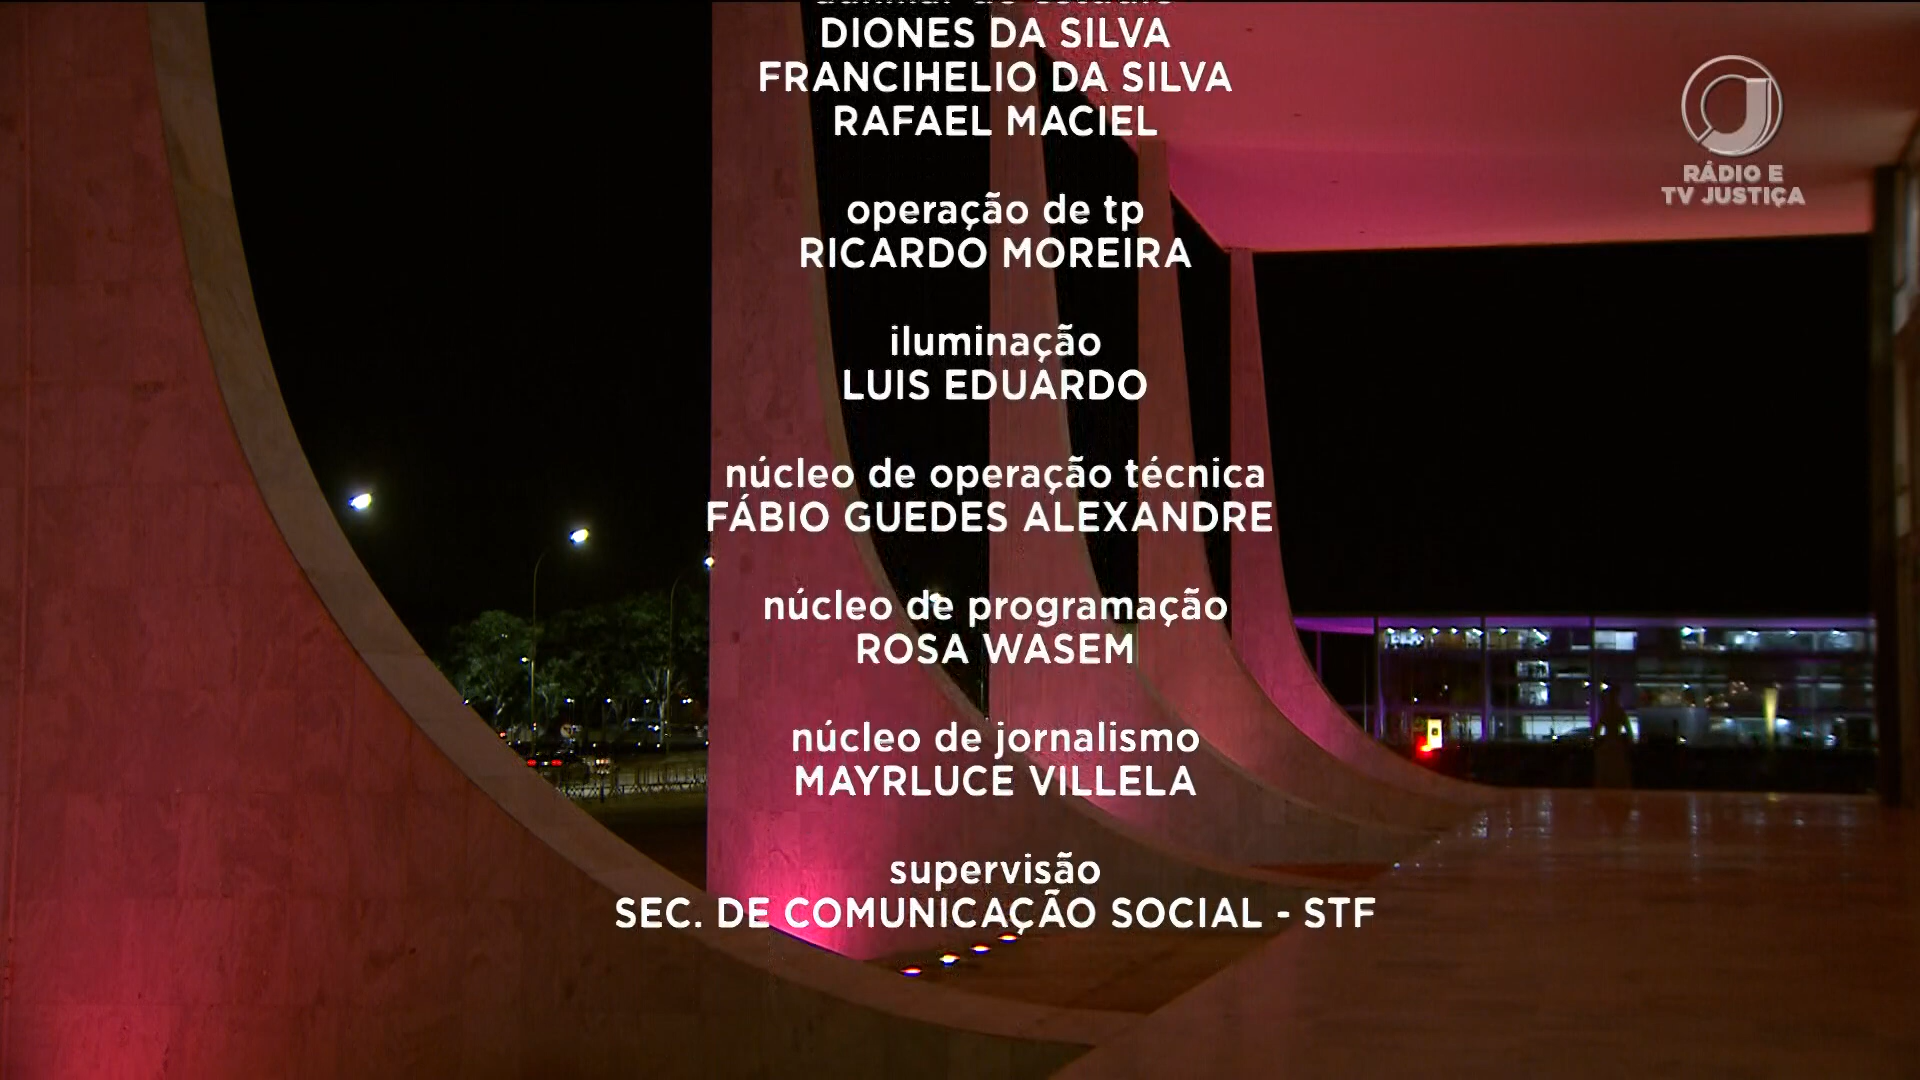 DIONES DA SILVA
FRANCIHELIO DA SILVA
RAFAEL MACIEL
operação de tp
RICARDO MOREIRA
iluminação
LUIS EDUARDO
núcleo de operação técnica
FÁBIO GUEDES ALEXANDRE
núcleo de programação
ROSA WASEM
núcleo de jornalismo
MAYRLUCE VILLELA
supervisão
SEC. DE COMUNICAÇÃO SOCIAL - STF
RÁDIO E
TV JUSTIÇA